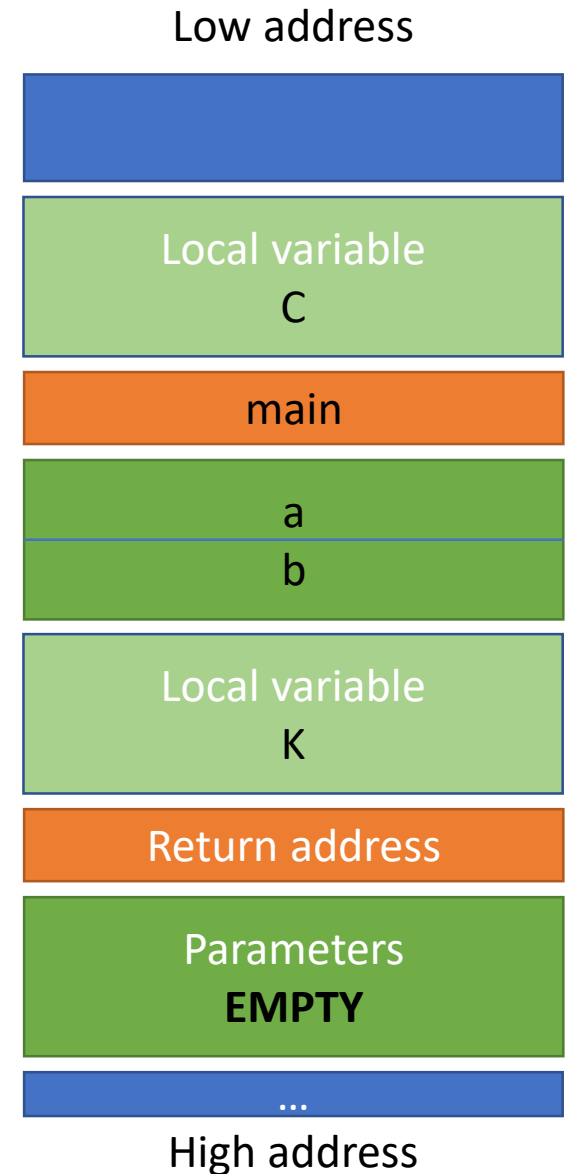 Low address
Local variable
C
main
a
b
Local variable
K
Return address
Parameters
EMPTY
...
High address